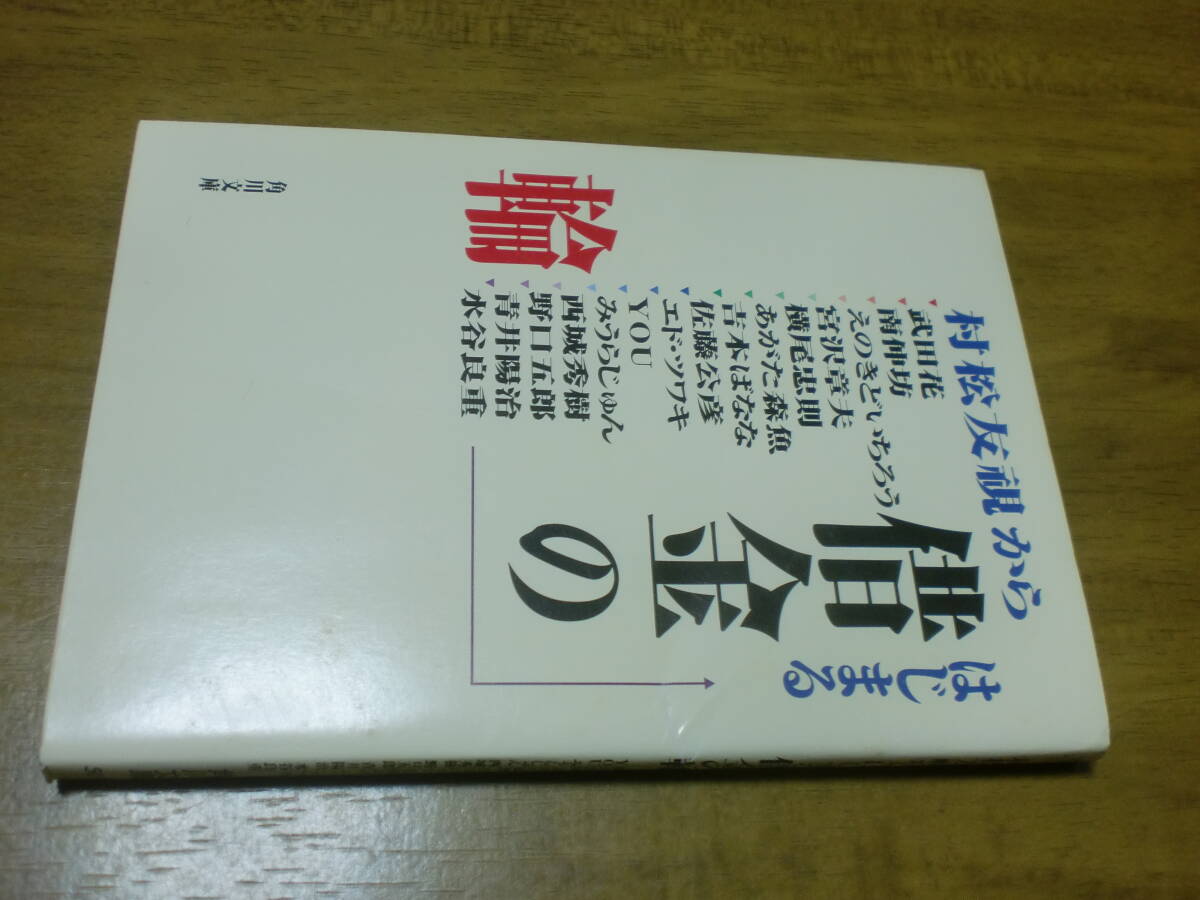 村松友視から
はじまる
借金の
輪
武田花
南伸坊
えのきどいちろう
宮沢章夫
横尾忠則
あがた森魚
吉本ばなな
佐藤公彦
エド・ツワキ
YOU
みうらじゅん
西城秀樹
野口五郎
青井陽治
水谷良重
角川文庫